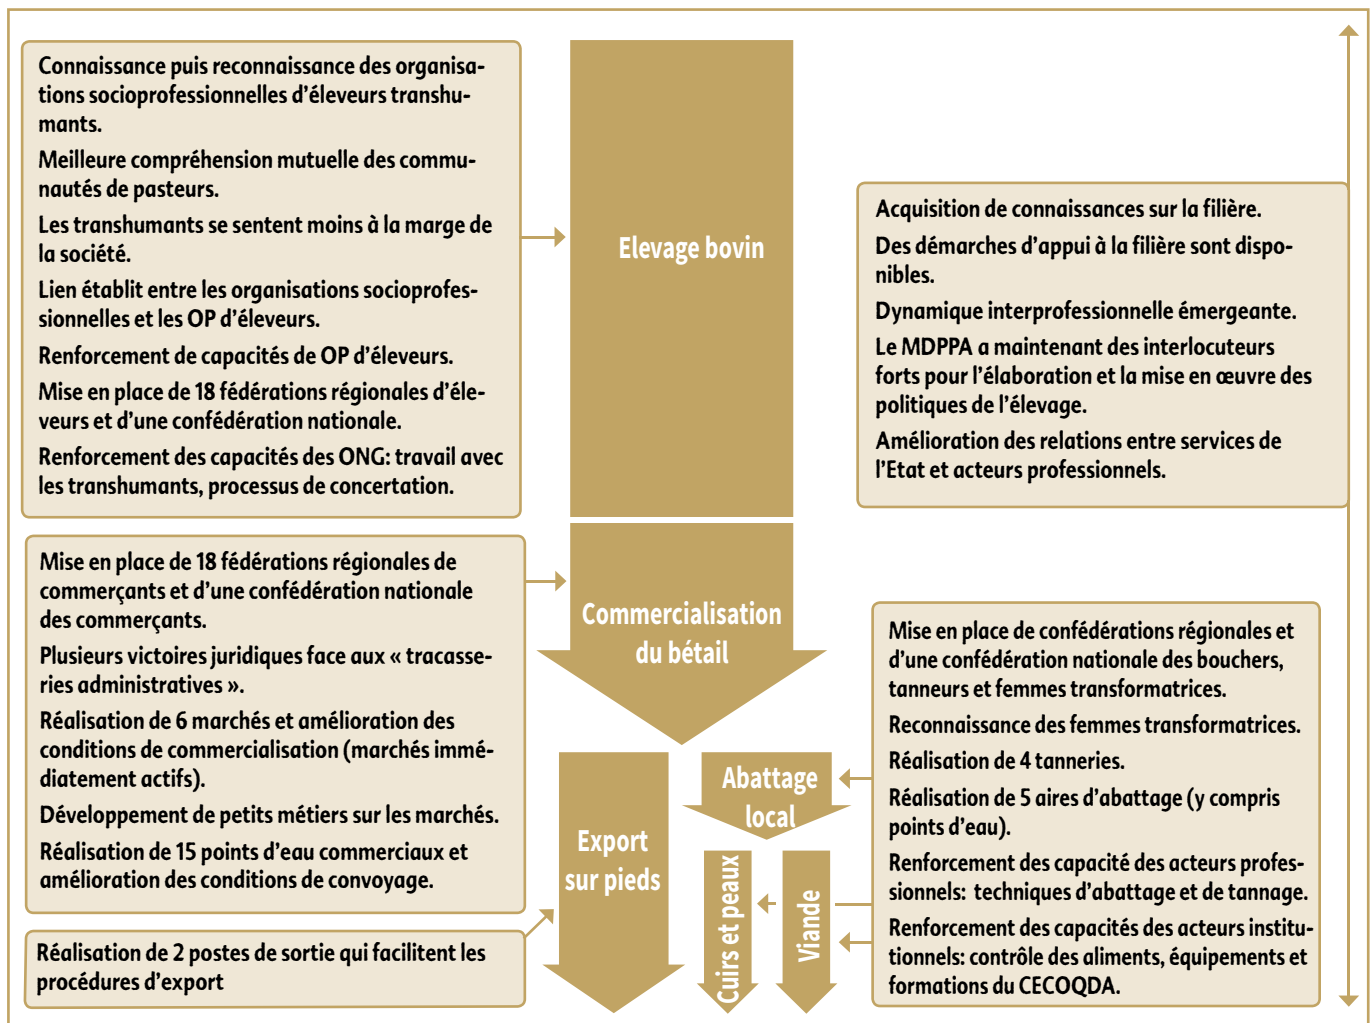 Connaissance puis reconnaissance des organisa-
tions socioprofessionnelles d'éleveurs transhu-
mants.
Meilleure compréhension mutuelle des commu-
nautés de pasteurs.
Les transhumants se sentent moins à la marge de
la société.
Lien établit entre les organisations socioprofes-
sionnelles et les OP d'éleveurs.
Renforcement de capacités de OP d'éleveurs.
Mise en place de 18 fédérations régionales d'éle-
veurs et d'une confédération nationale.
Renforcement des capacités des ONG: travail avec
les transhumants, processus de concertation.
Elevage bovin
Acquisition de connaissances sur la filière.
Des démarches d'appui à la filière sont dispo-
nibles.
Dynamique interprofessionnelle émergeante.
Le MDPPA a maintenant des interlocuteurs
forts pour l'élaboration et la mise en œuvre des
politiques de l'élevage.
Amélioration des relations entre services de
l'Etat et acteurs professionnels.
Mise en place de 18 fédérations régionales de
commerçants et d'une confédération nationale
des commerçants.
Plusieurs victoires juridiques face aux « tracasse-
ries administratives ».
Réalisation de 6 marchés et amélioration des
conditions de commercialisation (marchés immé-
diatement actifs).
Développement de petits métiers sur les marchés.
Réalisation de 15 points d'eau commerciaux et
amélioration des conditions de convoyage.
Commercialisation
du bétail
Mise en place de confédérations régionales et
d'une confédération nationale des bouchers,
tanneurs et femmes transformatrices.
Reconnaissance des femmes transformatrices.
Réalisation de 4 tanneries.
Réalisation de 5 aires d'abattage (y compris
points d'eau).
Renforcement des capacité des acteurs profes-
sionnels: techniques d'abattage et de tannage.
Renforcement des capacités des acteurs institu-
tionnels: contrôle des aliments, équipements et
formations du CECOQDA.
Abattage
local
Export
sur pieds
Cuirs et peaux
Viande
Réalisation de 2 postes de sortie qui facilitent les
procédures d'export